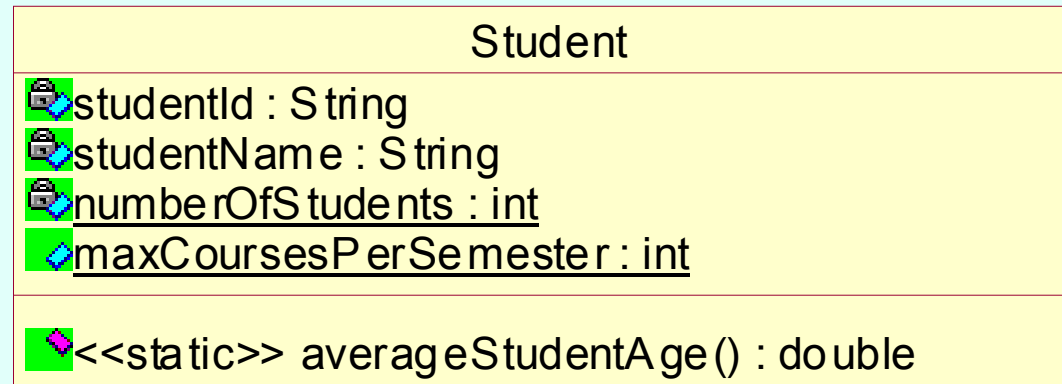 Student
studentId : String
studentName : String
numberOfStudents : int
maxCoursesPerSemester : int
<<static>> averageStudentAge() : double